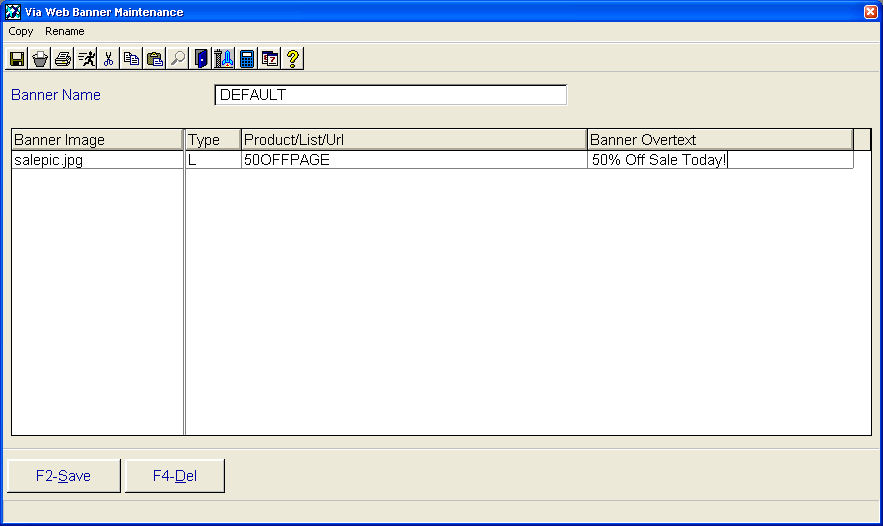 Via Web Banner Maintenance
Copy Rename
Banner Name DEFAULT
Banner Image Type Product/List/Url Banner Overtext
salepic.jpg L 50OFFPAGE 50% Off Sale Today!
F2-Save F4-Del